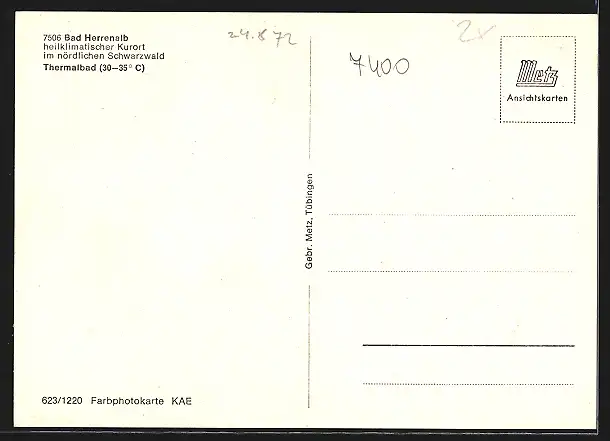 7506 Bad Herrenalb
heilklimatischer Kurort
im nördlichen Schwarzwald
Thermalbad (30–35° C)
24.8 72
7400
Metz
Ansichtskarten
Gebr. Metz, Tübingen
623/1220 Farbphotokarte KAE